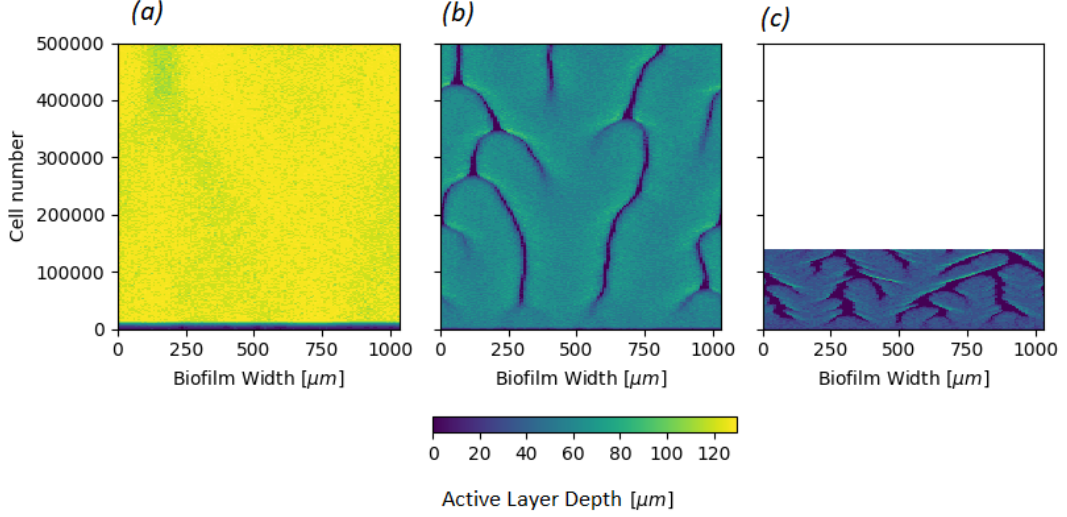 (a) (b) (c)
500000
400000
300000
200000
100000
0
Cell number
0 250 500 750 1000 0 250 500 750 1000 0 250 500 750 1000
Biofilm Width [μm] Biofilm Width [μm] Biofilm Width [μm]
0 20 40 60 80 100 120
Active Layer Depth [μm]